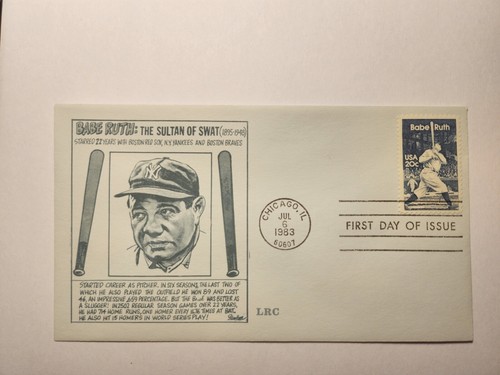 BABE RUTH: THE SULTAN OF SWAT (1895-1948)
STARRED 22 YEARS WITH BOSTON RED SOX, N.Y. YANKEES AND BOSTON BRAVES
NY
STARTED CAREER AS PITCHER. IN SIX SEASONS, THE LAST TWO OF
WHICH HE ALSO PLAYED THE OUTFIELD HE WON 89 AND LOST
46, AN IMPRESSIVE .659 PERCENTAGE. BUT THE BABE WAS BETTER AS
A SLUGGER! IN 2502 REGULAR SEASON GAMES OVER 22 YEARS,
HE HAD 714 HOME RUNS, ONE HOMER EVERY 11.76 TIMES AT BAT.
HE ALSO HIT 15 HOMERS IN WORLD SERIES PLAY!
LRC
CHICAGO, IL
JUL
6
1983
60607
Babe Ruth
USA
20c
FIRST DAY OF ISSUE